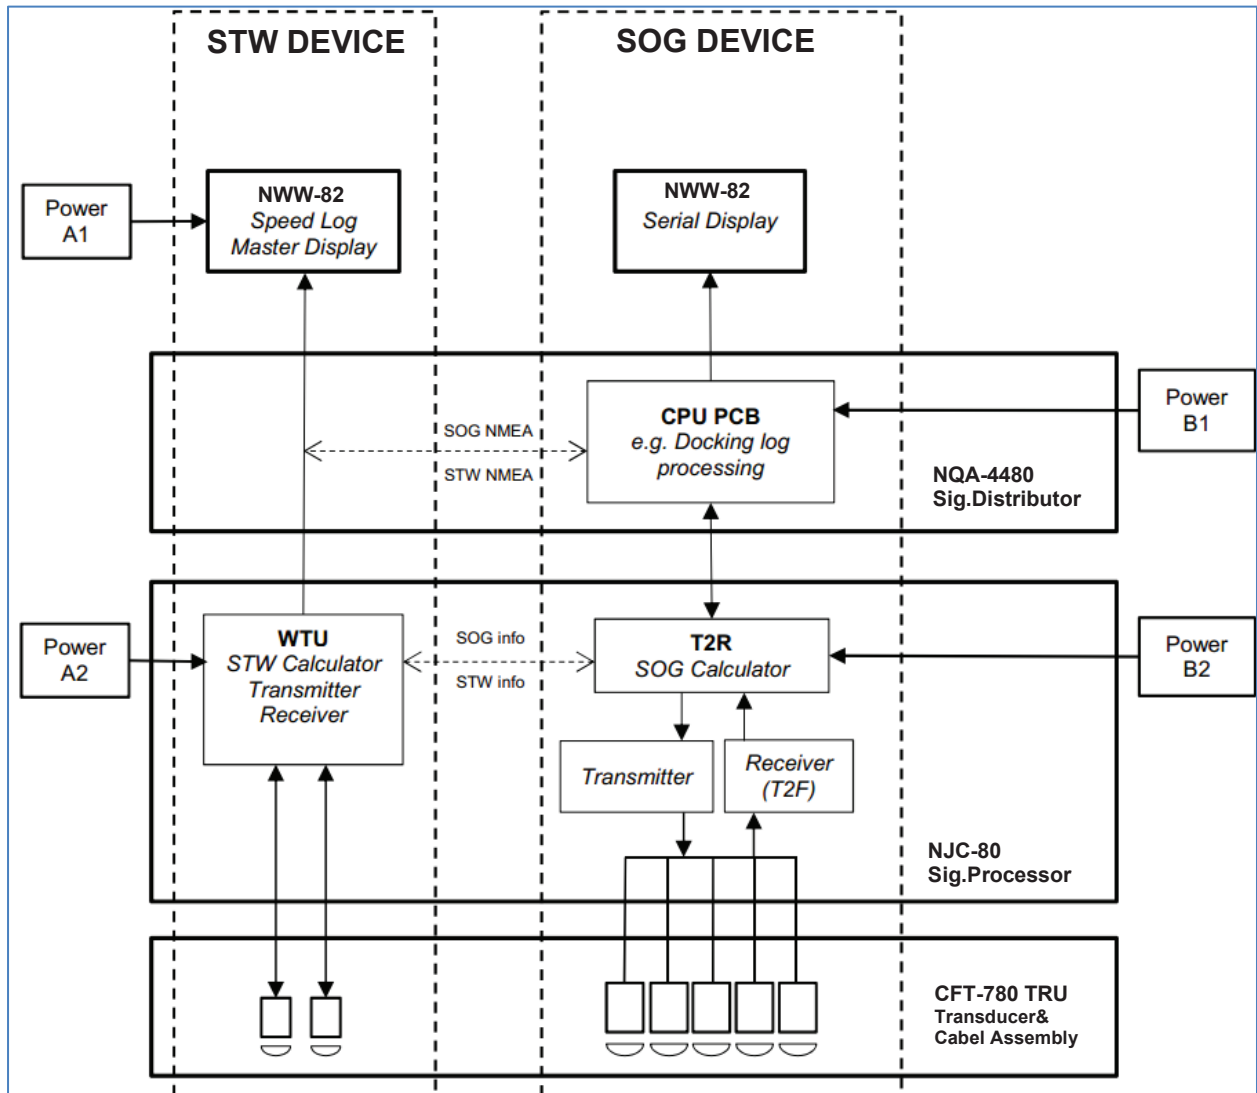 STW DEVICE
SOG DEVICE
Power
A1
NWW-82
Speed Log
Master Display
NWW-82
Serial Display
CPU PCB
e.g. Docking log
processing
SOG NMEA
STW NMEA
Power
B1
NQA-4480
Sig.Distributor
Power
A2
WTU
STW Calculator
Transmitter
Receiver
SOG info
STW info
T2R
SOG Calculator
Power
B2
Transmitter
Receiver
(T2F)
NJC-80
Sig.Processor
CFT-780 TRU
Transducer&
Cabel Assembly